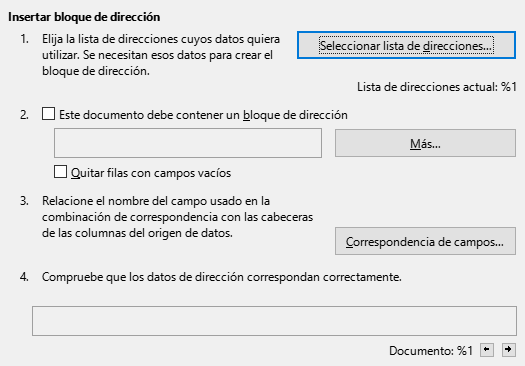 Insertar bloque de dirección
1. Elija la lista de direcciones cuyos datos quiera
utilizar. Se necesitan esos datos para crear el
bloque de dirección.
Seleccionar lista de direcciones...
Lista de direcciones actual: %1
2. Este documento debe contener un bloque de dirección
Más...
Quitar filas con campos vacíos
3. Relacione el nombre del campo usado en la
combinación de correspondencia con las cabeceras
de las columnas del origen de datos.
Correspondencia de campos...
4. Compruebe que los datos de dirección correspondan correctamente.
Documento: %1